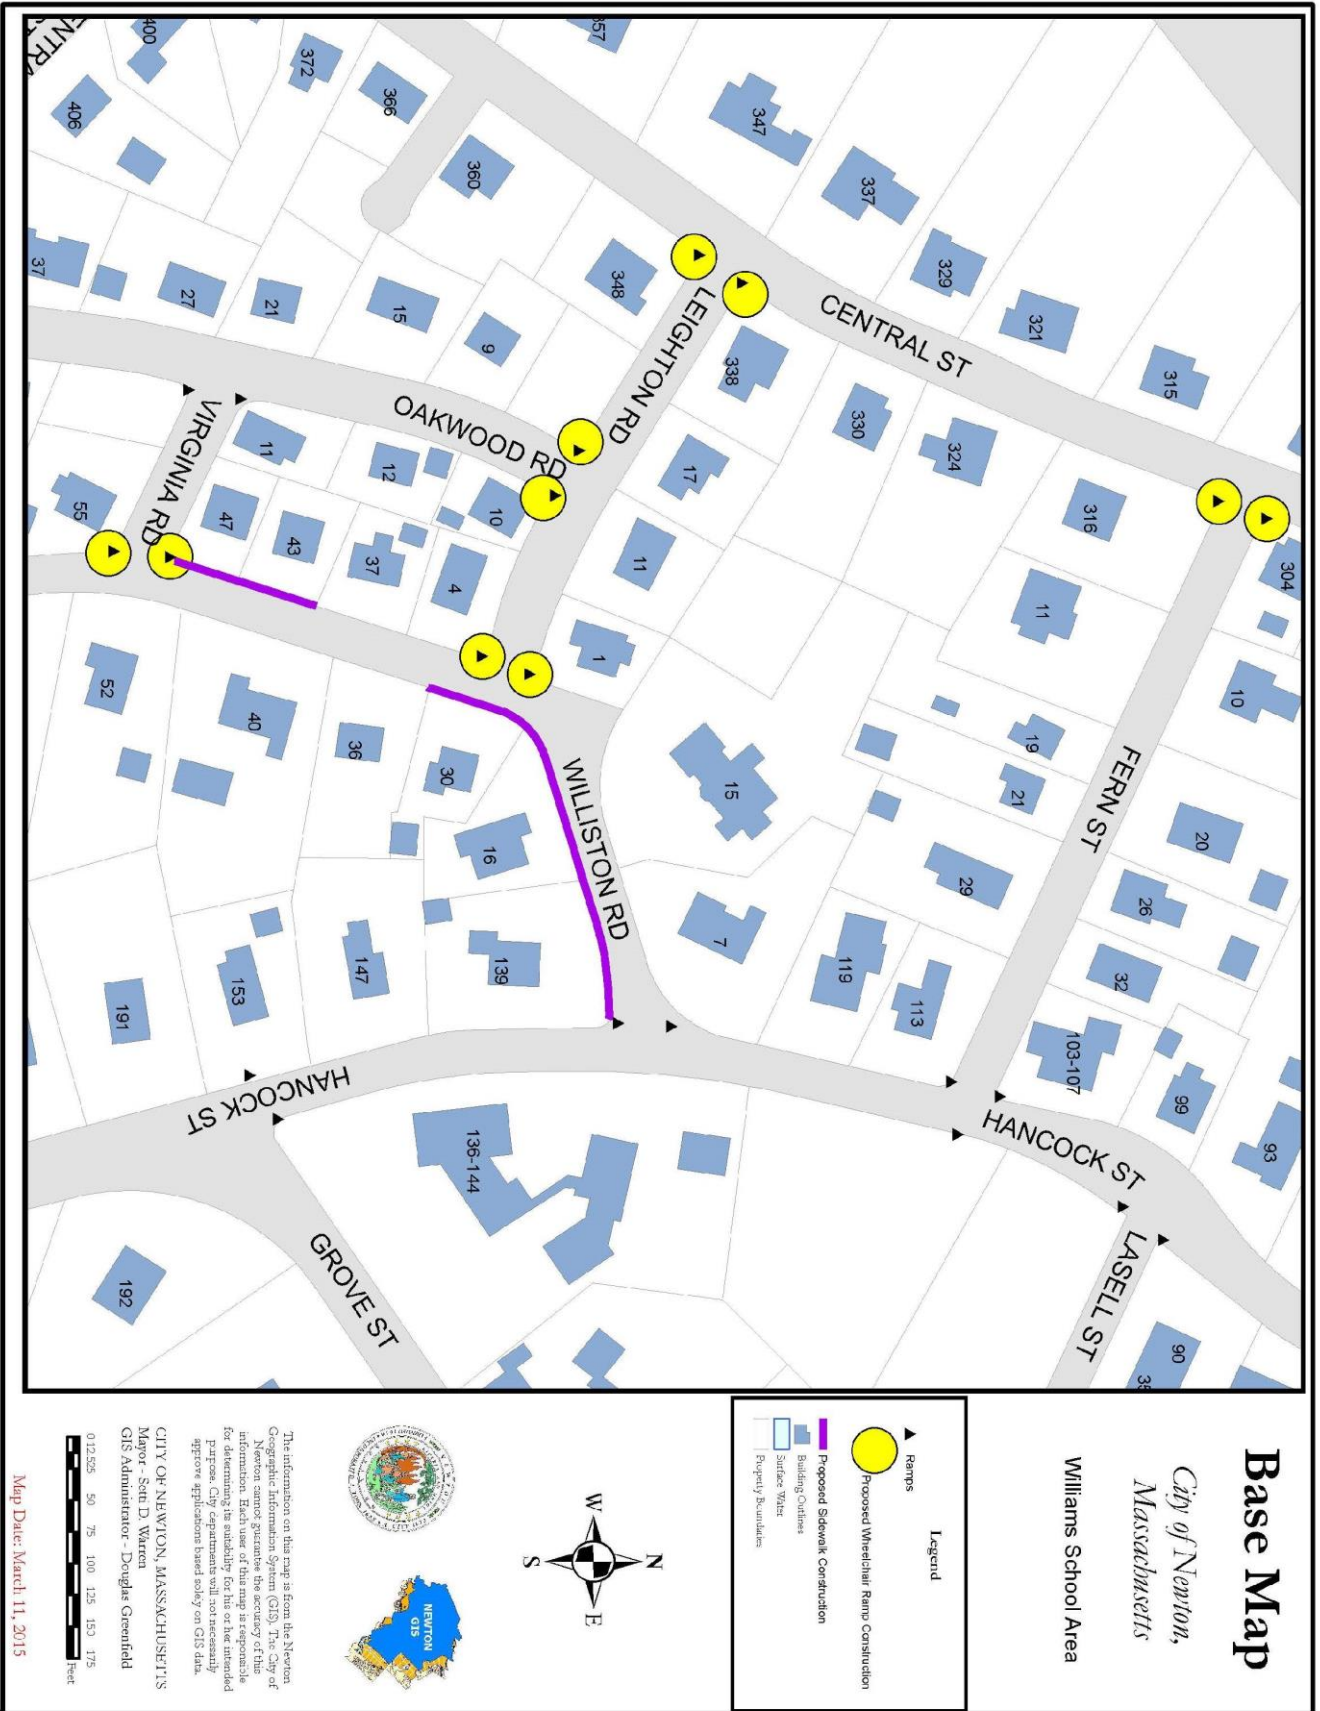 Base Map
City of Newton,
Massachusetts
Williams School Area
Legend
Ramps
Proposed Wheelchair Ramp Construction
Proposed Sidewalk Construction
Building Outlines
Surface Water
Property Boundaries
N
W
E
S
NEWTON
GIS
The information on this map is from the Newton
Geographic Information System (GIS). The City of
Newton cannot guarantee the accuracy of this
information. Each user of this map is responsible
for determining its suitability for his or her intended
purpose. City departments will not necessarily
approve applications based solely on GIS data.
CITY OF NEWTON, MASSACHUSETTS
Mayor - Setti D. Warren
GIS Administrator - Douglas Greenfield
0 12.525 50 75 100 125 150 175
Feet
Map Date: March 11, 2015
CENTRAL ST
LEIGHTON RD
OAKWOOD RD
VIRGINIA RD
WILLISTON RD
FERN ST
HANCOCK ST
HANCOCK ST
LASELL ST
GROVE ST
ENTRA
400
372
366
406
360
357
347
337
329
321
315
348
338
330
324
316
304
37
27
21
15
9
11
12
10
17
11
11
10
55
47
43
37
4
1
19
21
20
52
40
36
30
16
15
29
26
32
7
119
113
103-107
99
93
139
147
153
191
136-144
192
90
35